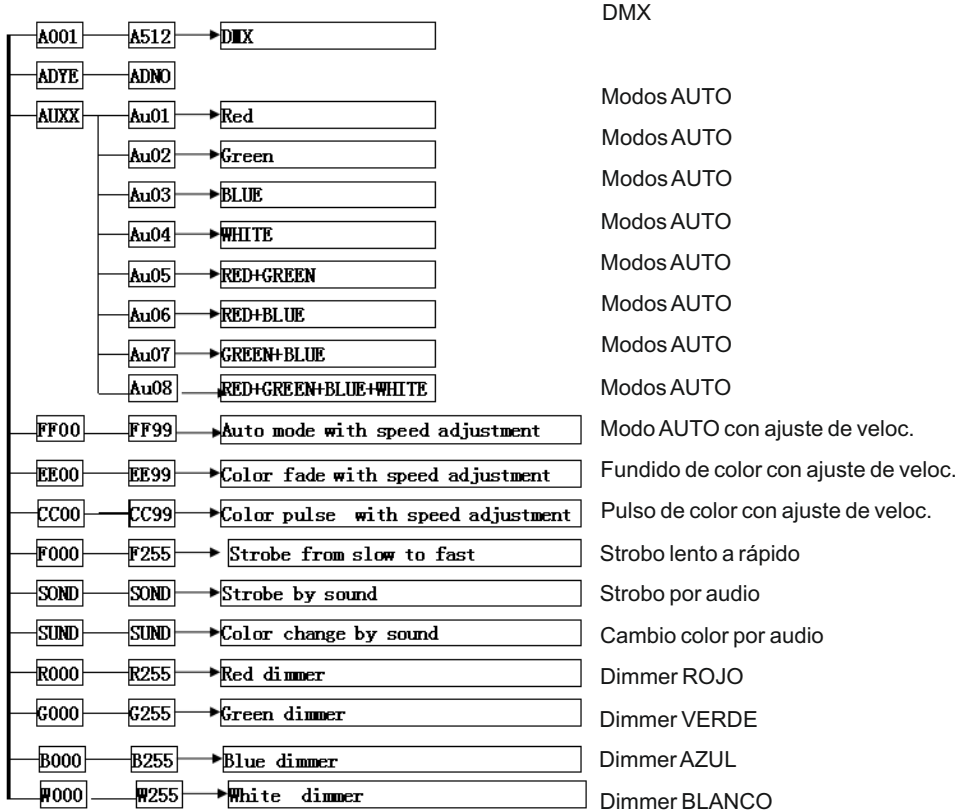 DMX
A001 A512 DMX
ADYE ADNO
AUXX Au01 Red Modos AUTO
Au02 Green Modos AUTO
Au03 BLUE Modos AUTO
Au04 WHITE Modos AUTO
Au05 RED+GREEN Modos AUTO
Au06 RED+BLUE Modos AUTO
Au07 GREEN+BLUE Modos AUTO
Au08 RED+GREEN+BLUE+WHITE Modos AUTO
FF00 FF99 Auto mode with speed adjustment Modo AUTO con ajuste de veloc.
EE00 EE99 Color fade with speed adjustment Fundido de color con ajuste de veloc.
CC00 CC99 Color pulse with speed adjustment Pulso de color con ajuste de veloc.
F000 F255 Strobe from slow to fast Strobo lento a rápido
SOND SOND Strobe by sound Strobo por audio
SUND SUND Color change by sound Cambio color por audio
R000 R255 Red dimmer Dimmer ROJO
G000 G255 Green dimmer Dimmer VERDE
B000 B255 Blue dimmer Dimmer AZUL
W000 W255 White dimmer Dimmer BLANCO